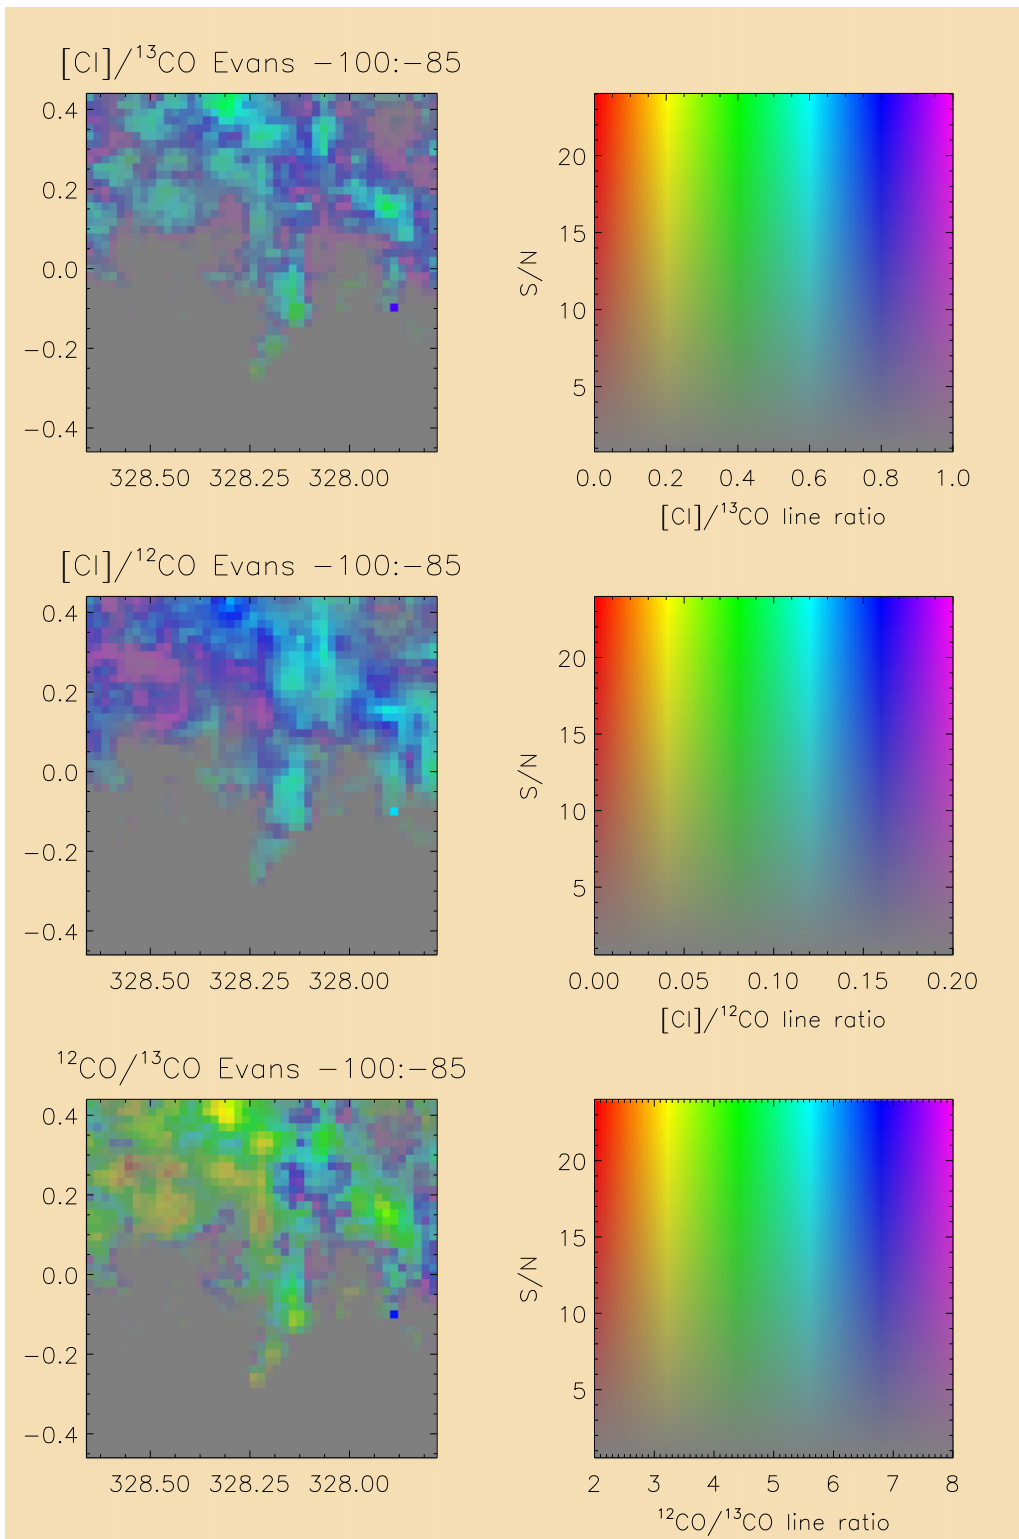 [CI]/¹³CO Evans −100:−85
0.4
0.2
0.0
−0.2
−0.4
328.50 328.25 328.00
S/N
20
15
10
5
0.0 0.2 0.4 0.6 0.8 1.0
[CI]/¹³CO line ratio
[CI]/¹²CO Evans −100:−85
0.4
0.2
0.0
−0.2
−0.4
328.50 328.25 328.00
S/N
20
15
10
5
0.00 0.05 0.10 0.15 0.20
[CI]/¹²CO line ratio
¹²CO/¹³CO Evans −100:−85
0.4
0.2
0.0
−0.2
−0.4
328.50 328.25 328.00
S/N
20
15
10
5
2 3 4 5 6 7 8
¹²CO/¹³CO line ratio